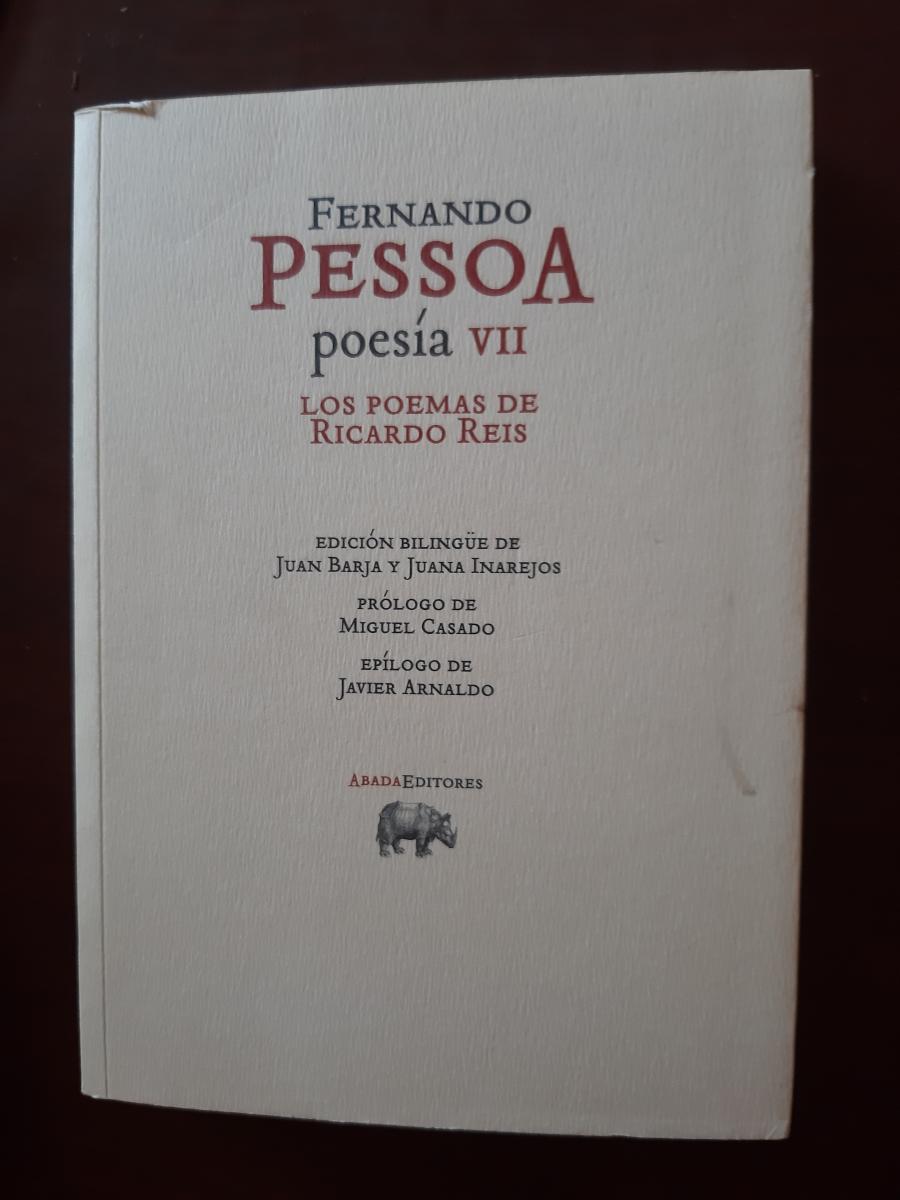 FERNANDO
PESSOA
poesía VII
LOS POEMAS DE
RICARDO REIS
EDICIÓN BILINGÜE DE
JUAN BARJA Y JUANA INAREJOS
PRÓLOGO DE
MIGUEL CASADO
EPÍLOGO DE
JAVIER ARNALDO
ABADAEDITORES